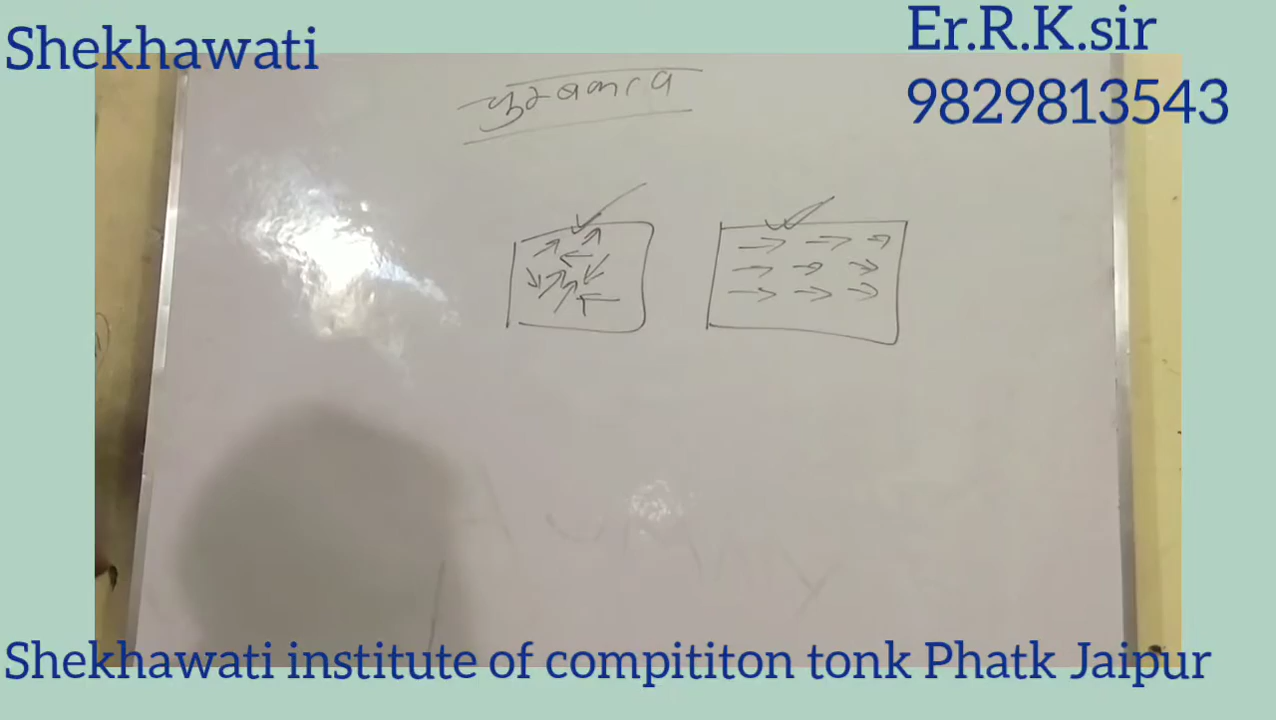 Shekhawati
Er.R.K.sir
9829813543
चुम्बकत्व
Shekhawati institute of compititon tonk Phatk Jaipur